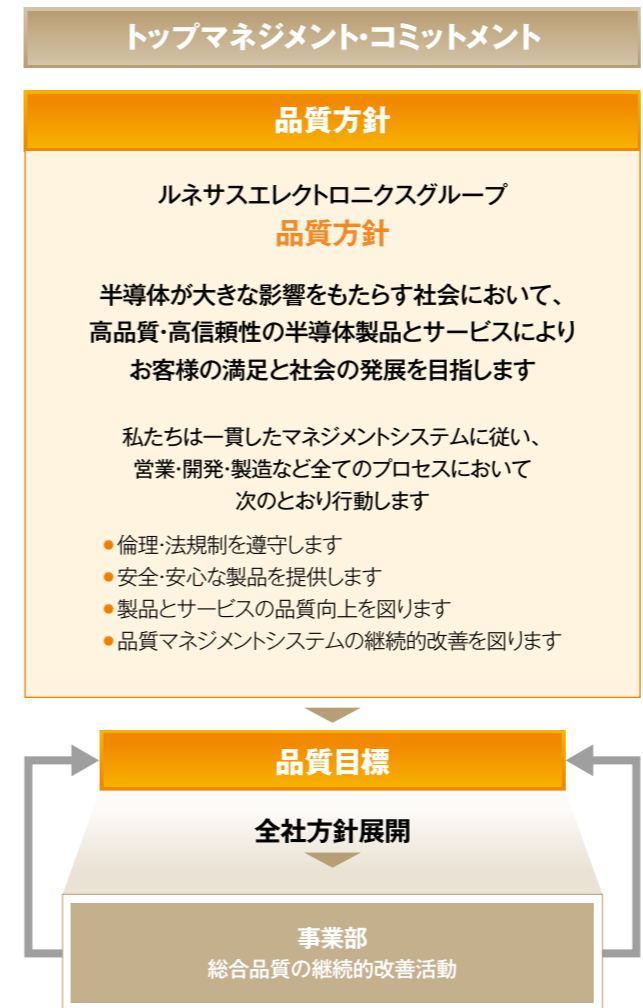 トップマネジメント・コミットメント
品質方針
ルネサスエレクトロニクスグループ
品質方針
半導体が大きな影響をもたらす社会において、
高品質・高信頼性の半導体製品とサービスにより
お客様の満足と社会の発展を目指します
私たちは一貫したマネジメントシステムに従い、
営業・開発・製造など全てのプロセスにおいて
次のとおり行動します
●倫理・法規制を遵守します
●安全・安心な製品を提供します
●製品とサービスの品質向上を図ります
●品質マネジメントシステムの継続的改善を図ります
品質目標
全社方針展開
事業部
総合品質の継続的改善活動